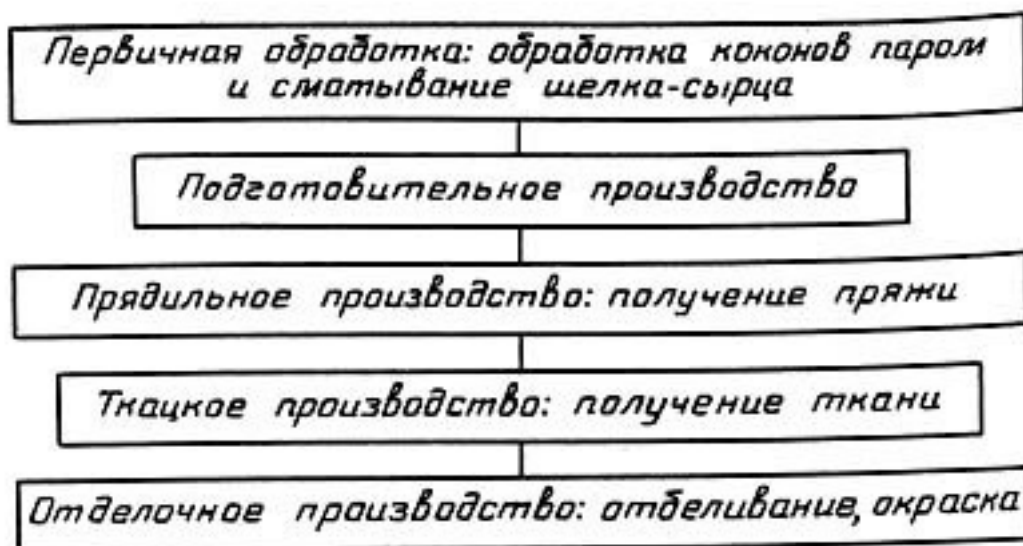 Первичная обработка: обработка коконов паром
и сматывание шелка-сырца
Подготовительное производство
Прядильное производство: получение пряжи
Ткацкое производство: получение ткани
Отделочное производство: отбеливание, окраска